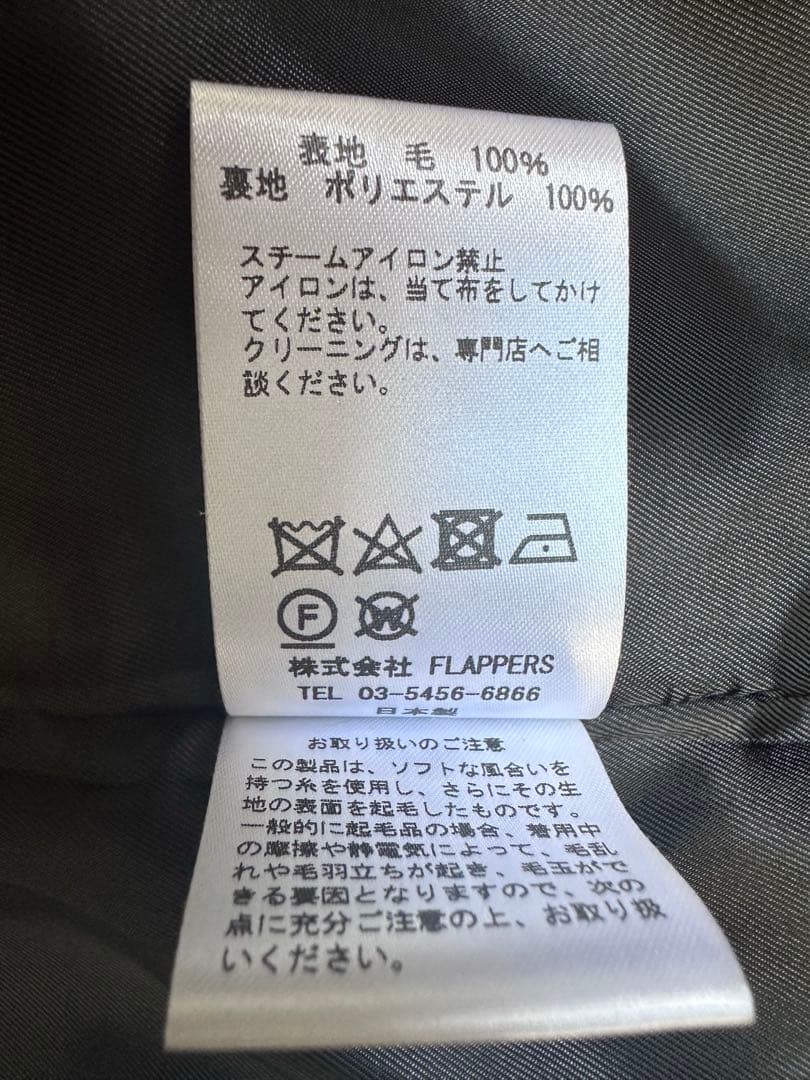 表地 毛 100%
裏地 ポリエステル 100%
スチームアイロン禁止
アイロンは、当て布をしてかけ
てください。
クリーニングは、専門店へご相
談ください。
F
W
株式会社 FLAPPERS
TEL 03-5456-6866
日本製
お取り扱いのご注意
この製品は、ソフトな風合いを
持つ糸を使用し、さらにその生
地の表面を起毛したものです。
一般的に起毛品の場合、着用中
の摩擦や静電気によって、毛乱
れや毛羽立ちが起き、毛玉がで
きる要因となりますので、次の
点に充分ご注意の上、お取り扱
いください。